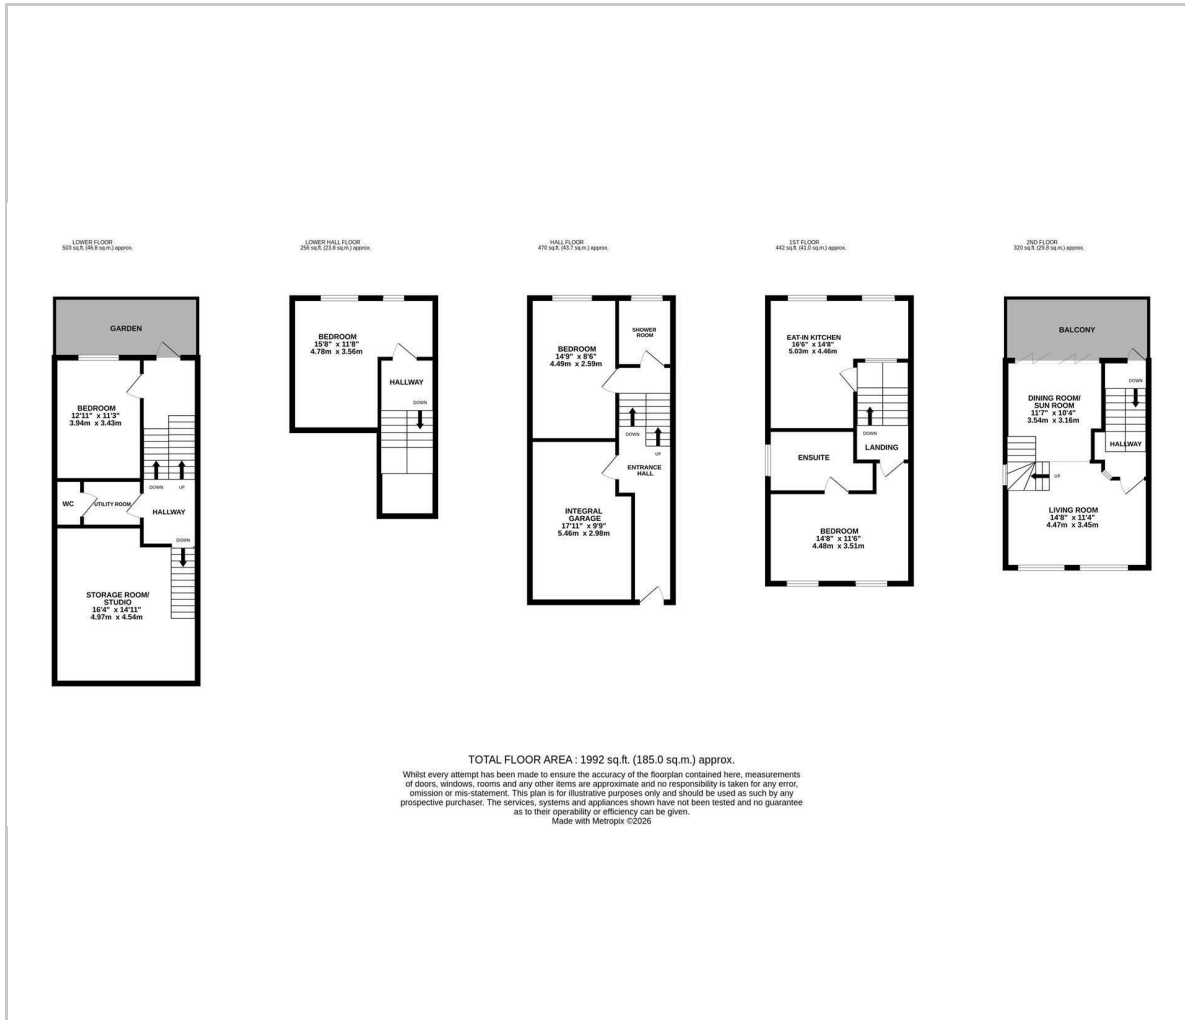 LOWER FLOOR
503 sq.ft. (46.8 sq.m.) approx.
GARDEN
BEDROOM
12'11" x 11'3"
3.94m x 3.43m
DOWN
UP
WC
UTILITY ROOM
HALLWAY
DOWN
STORAGE ROOM/
STUDIO
16'4" x 14'11"
4.97m x 4.54m
LOWER HALL FLOOR
256 sq.ft. (23.8 sq.m.) approx.
BEDROOM
15'8" x 11'8"
4.78m x 3.56m
HALLWAY
DOWN
HALL FLOOR
470 sq.ft. (43.7 sq.m.) approx.
SHOWER
ROOM
BEDROOM
14'9" x 8'6"
4.49m x 2.59m
DOWN
UP
ENTRANCE
HALL
INTEGRAL
GARAGE
17'11" x 9'9"
5.46m x 2.98m
1ST FLOOR
442 sq.ft. (41.0 sq.m.) approx.
EAT-IN KITCHEN
16'6" x 14'8"
5.03m x 4.46m
DOWN
LANDING
ENSUITE
BEDROOM
14'8" x 11'6"
4.48m x 3.51m
2ND FLOOR
320 sq.ft. (29.8 sq.m.) approx.
BALCONY
DOWN
DINING ROOM/
SUN ROOM
11'7" x 10'4"
3.54m x 3.16m
HALLWAY
UP
LIVING ROOM
14'8" x 11'4"
4.47m x 3.45m
TOTAL FLOOR AREA : 1992 sq.ft. (185.0 sq.m.) approx.
Whilst every attempt has been made to ensure the accuracy of the floorplan contained here, measurements
of doors, windows, rooms and any other items are approximate and no responsibility is taken for any error,
omission or mis-statement. This plan is for illustrative purposes only and should be used as such by any
prospective purchaser. The services, systems and appliances shown have not been tested and no guarantee
as to their operability or efficiency can be given.
Made with Metropix ©2026